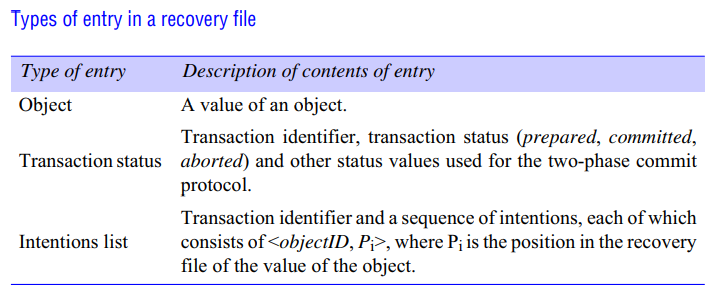 Types of entry in a recovery file
Type of entry Description of contents of entry
Object A value of an object.
Transaction identifier, transaction status (prepared, committed,
Transaction status aborted) and other status values used for the two-phase commit
protocol.
Transaction identifier and a sequence of intentions, each of which
Intentions list consists of <objectID, Pi>, where Pi is the position in the recovery
file of the value of the object.